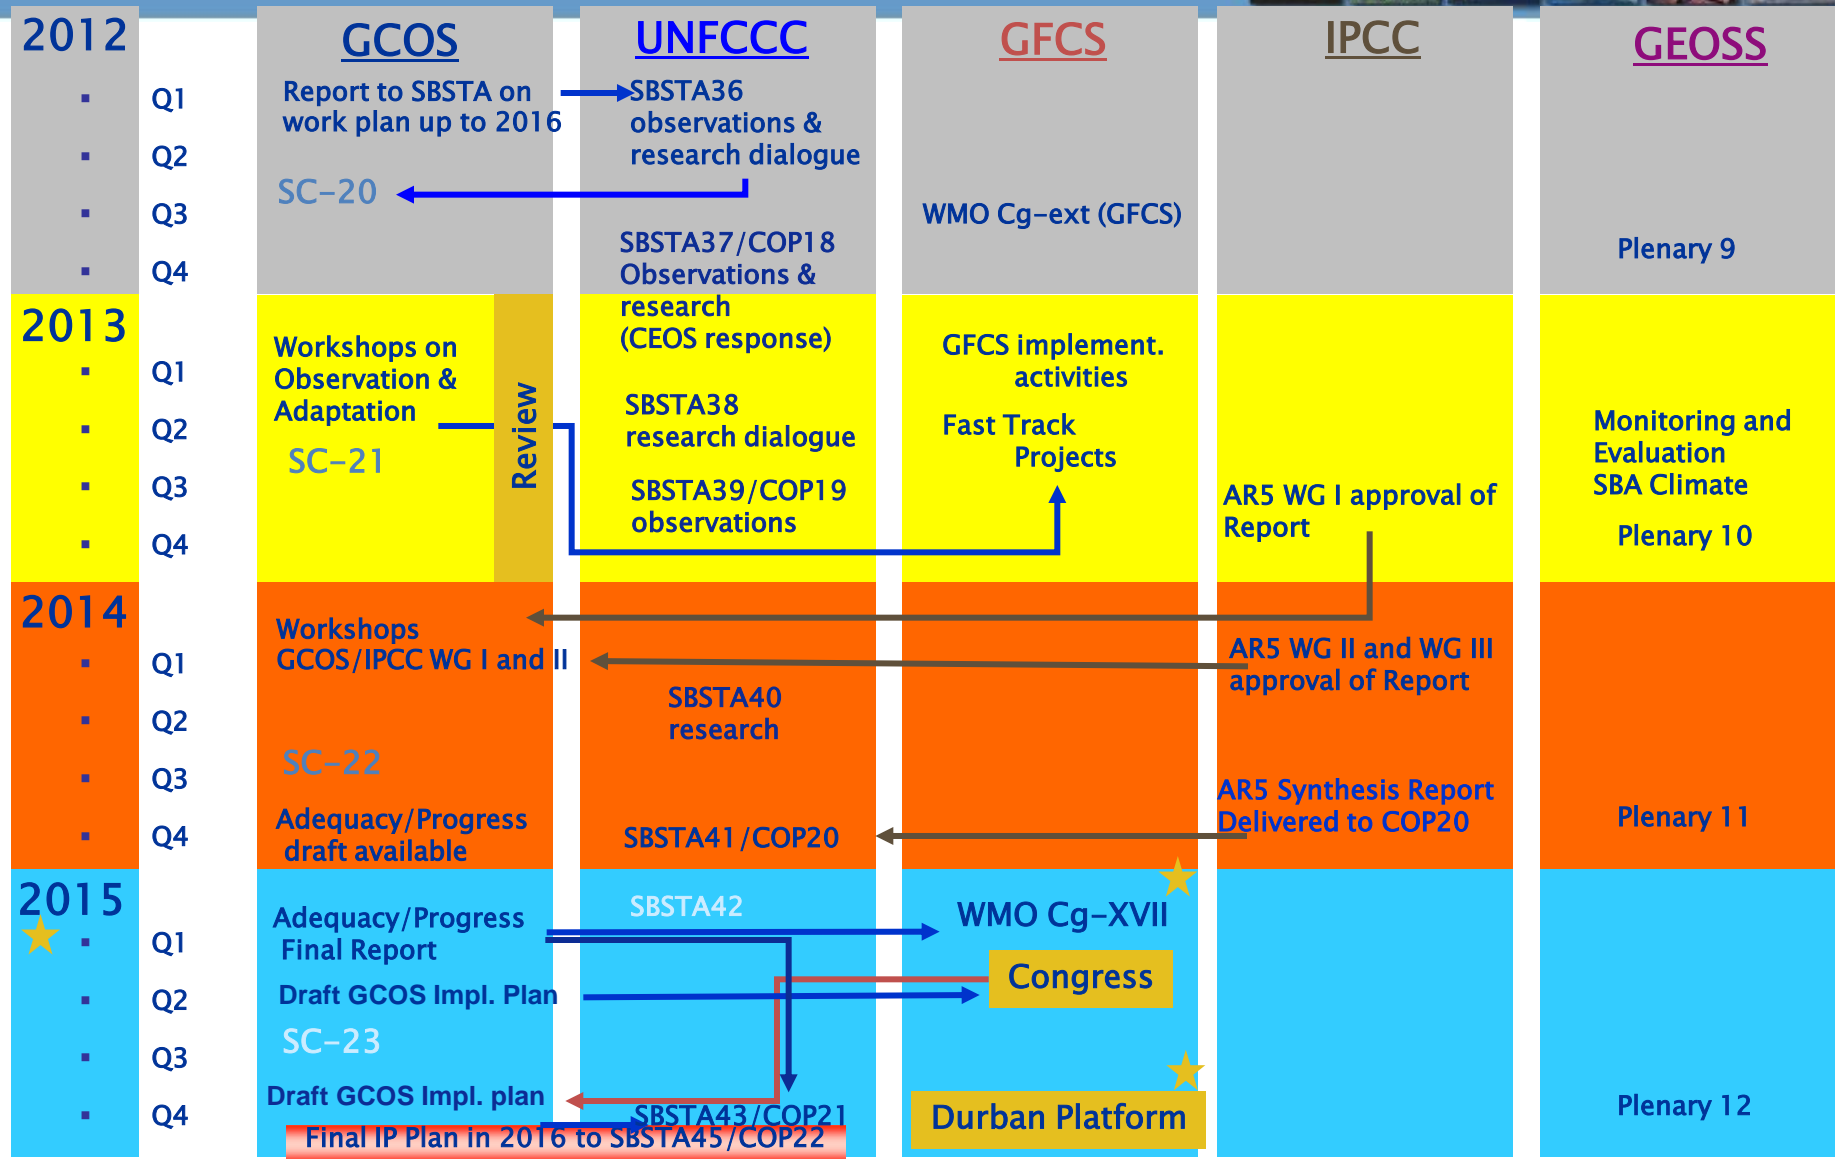 2012
GCOS
UNFCCC
GFCS
IPCC
GEOSS
Q1
Q2
Q3
Q4
Report to SBSTA on
work plan up to 2016
SC-20
SBSTA36
observations &
research dialogue
SBSTA37/COP18
Observations &
research
(CEOS response)
WMO Cg-ext (GFCS)
Plenary 9
2013
Q1
Q2
Q3
Q4
Workshops on
Observation &
Adaptation
SC-21
Review
SBSTA38
research dialogue
SBSTA39/COP19
observations
GFCS implement.
activities
Fast Track
Projects
AR5 WG I approval of
Report
Monitoring and
Evaluation
SBA Climate
Plenary 10
2014
Q1
Q2
Q3
Q4
Workshops
GCOS/IPCC WG I and II
SC-22
Adequacy/Progress
draft available
SBSTA40
research
SBSTA41/COP20
AR5 WG II and WG III
approval of Report
AR5 Synthesis Report
Delivered to COP20
Plenary 11
2015
Q1
Q2
Q3
Q4
Adequacy/Progress
Final Report
Draft GCOS Impl. Plan
SC-23
Draft GCOS Impl. plan
SBSTA42
SBSTA43/COP21
Final IP Plan in 2016 to SBSTA45/COP22
WMO Cg-XVII
Congress
Durban Platform
Plenary 12